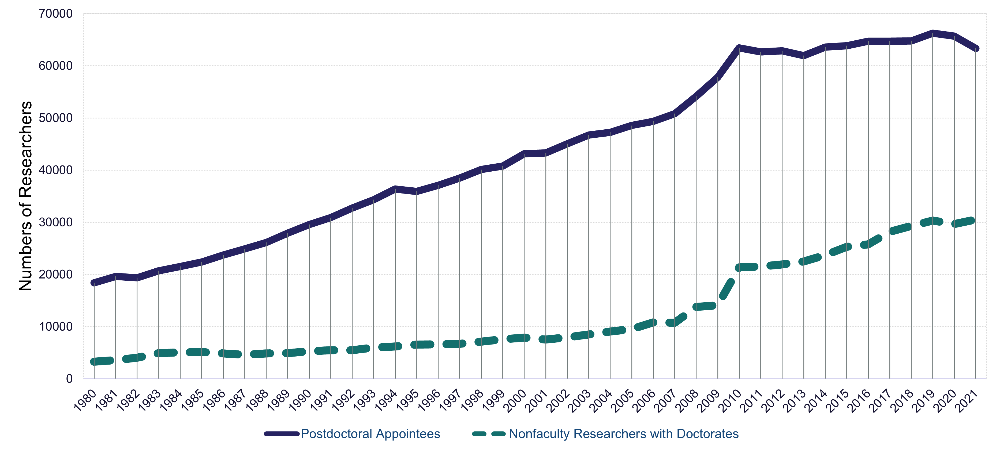 70000
60000
50000
40000
30000
20000
10000
0
Numbers of Researchers
1980 1981 1982 1983 1984 1985 1986 1987 1988 1989 1990 1991 1992 1993 1994 1995 1996 1997 1998 1999 2000 2001 2002 2003 2004 2005 2006 2007 2008 2009 2010 2011 2012 2013 2014 2015 2016 2017 2018 2019 2020 2021
Postdoctoral Appointees Nonfaculty Researchers with Doctorates